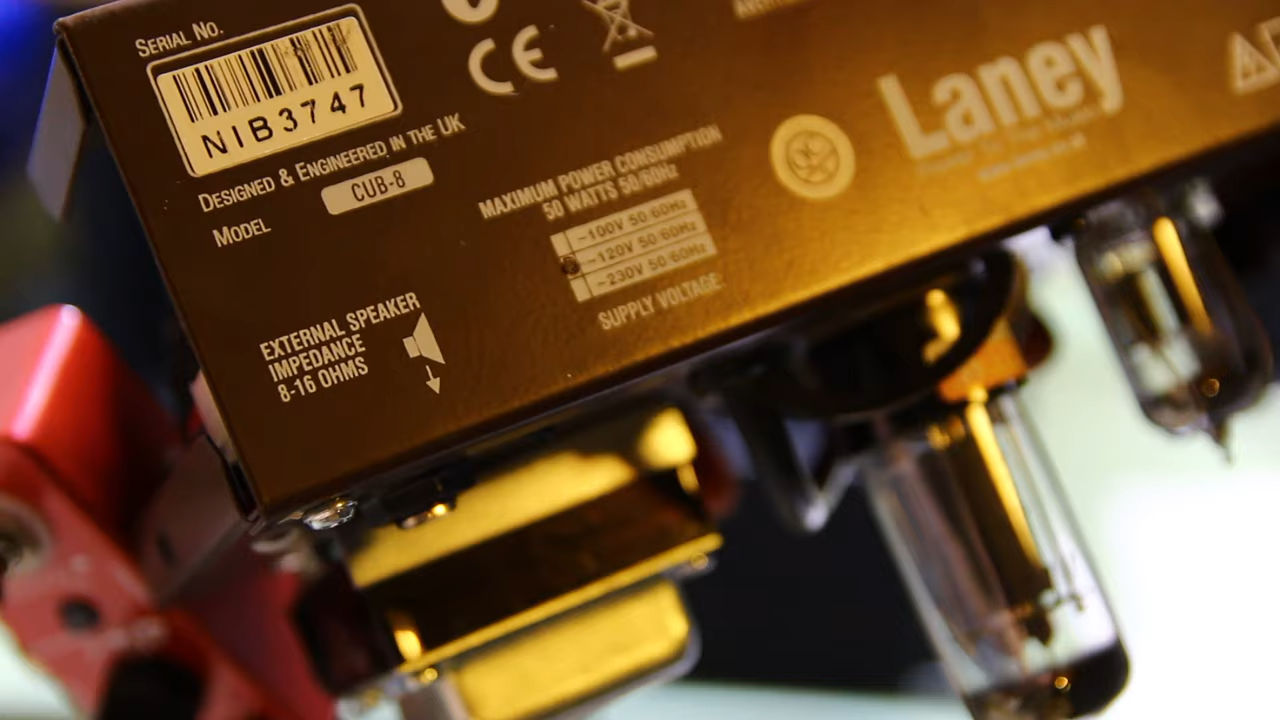 SERIAL No.
NIB3747
DESIGNED & ENGINEERED IN THE UK
MODEL CUB-8
CE
MAXIMUM POWER CONSUMPTION
50 WATTS 50/60Hz
~100V 50/60Hz
~120V 50/60Hz
~230V 50/60Hz
SUPPLY VOLTAGE
EXTERNAL SPEAKER
IMPEDANCE
8-16 OHMS
Laney